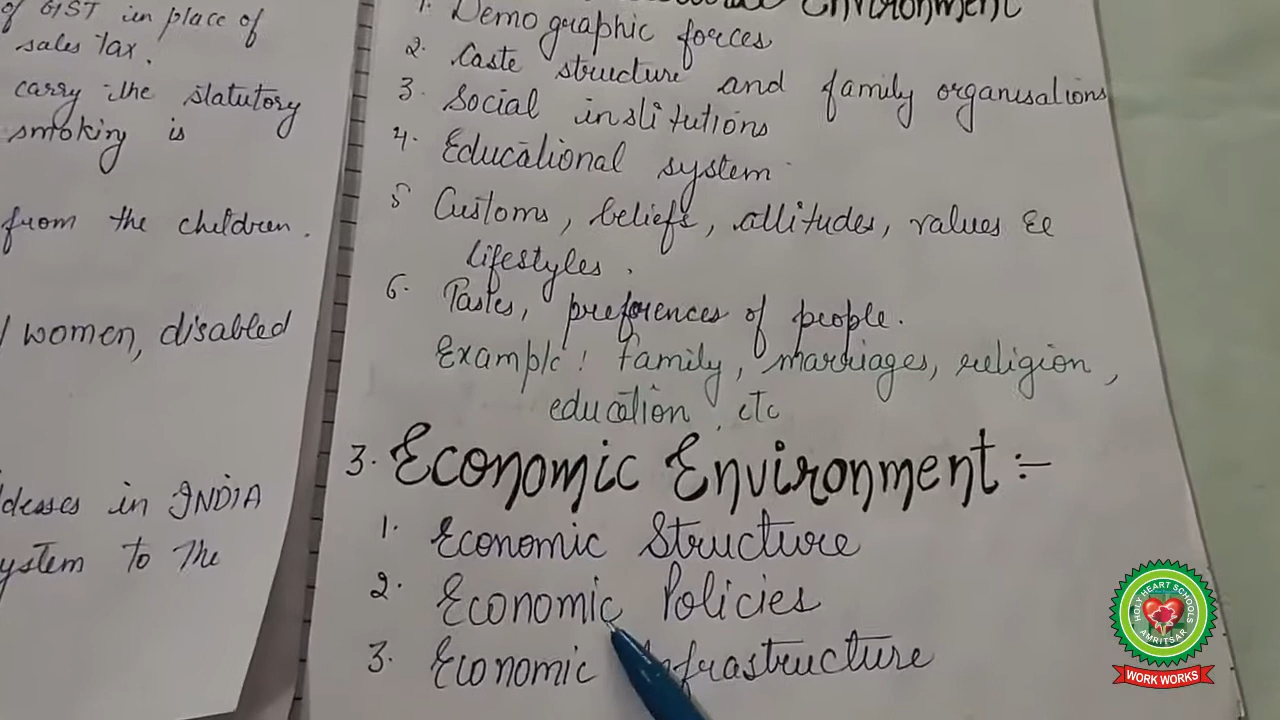 of GST in place of
sales tax.
carry the statutory
smoking is
from the children.
women, disabled
in INDIA
system to the
Environment
1. Demographic forces
2. Caste structure and family organisations
3. Social institutions
4. Educational system
5 Customs, beliefs, attitudes, values &
lifestyles.
6. Tastes, preferences of people.
Example: family, marriages, religion,
education, etc
3. Economic Environment :-
1. Economic Structure
2. Economic Policies
3. Economic Infrastructure
HOLY HEART SCHOOLS
AMRITSAR
WORK WORKS